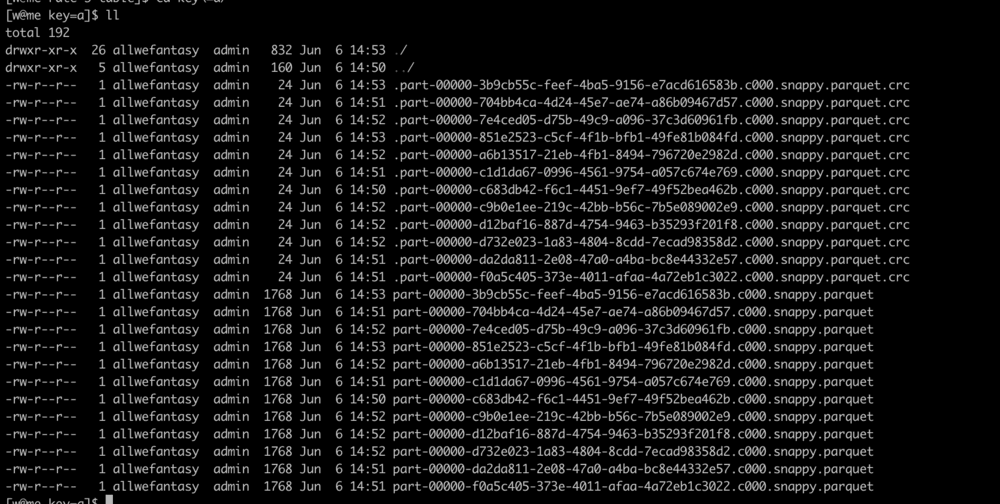 [w@me key=a]$ ll
total 192
drwxr-xr-x  26 allwefantasy  admin   832 Jun  6 14:53 ./
drwxr-xr-x   5 allwefantasy  admin   160 Jun  6 14:50 ../
-rw-r--r--   1 allwefantasy  admin    24 Jun  6 14:53 .part-00000-3b9cb55c-feef-4ba5-9156-e7acd616583b.c000.snappy.parquet.crc
-rw-r--r--   1 allwefantasy  admin    24 Jun  6 14:51 .part-00000-704bb4ca-4d24-45e7-ae74-a86b09467d57.c000.snappy.parquet.crc
-rw-r--r--   1 allwefantasy  admin    24 Jun  6 14:52 .part-00000-7e4ced05-d75b-49c9-a096-37c3d60961fb.c000.snappy.parquet.crc
-rw-r--r--   1 allwefantasy  admin    24 Jun  6 14:53 .part-00000-851e2523-c5cf-4f1b-bfb1-49fe81b084fd.c000.snappy.parquet.crc
-rw-r--r--   1 allwefantasy  admin    24 Jun  6 14:52 .part-00000-a6b13517-21eb-4fb1-8494-796720e2982d.c000.snappy.parquet.crc
-rw-r--r--   1 allwefantasy  admin    24 Jun  6 14:51 .part-00000-c1d1da67-0996-4561-9754-a057c674e769.c000.snappy.parquet.crc
-rw-r--r--   1 allwefantasy  admin    24 Jun  6 14:50 .part-00000-c683db42-f6c1-4451-9ef7-49f52bea462b.c000.snappy.parquet.crc
-rw-r--r--   1 allwefantasy  admin    24 Jun  6 14:52 .part-00000-c9b0e1ee-219c-42bb-b56c-7b5e089002e9.c000.snappy.parquet.crc
-rw-r--r--   1 allwefantasy  admin    24 Jun  6 14:52 .part-00000-d12baf16-887d-4754-9463-b35293f201f8.c000.snappy.parquet.crc
-rw-r--r--   1 allwefantasy  admin    24 Jun  6 14:52 .part-00000-d732e023-1a83-4804-8cdd-7ecad98358d2.c000.snappy.parquet.crc
-rw-r--r--   1 allwefantasy  admin    24 Jun  6 14:51 .part-00000-da2da811-2e08-47a0-a4ba-bc8e44332e57.c000.snappy.parquet.crc
-rw-r--r--   1 allwefantasy  admin    24 Jun  6 14:51 .part-00000-f0a5c405-373e-4011-afaa-4a72eb1c3022.c000.snappy.parquet.crc
-rw-r--r--   1 allwefantasy  admin  1768 Jun  6 14:53 part-00000-3b9cb55c-feef-4ba5-9156-e7acd616583b.c000.snappy.parquet
-rw-r--r--   1 allwefantasy  admin  1768 Jun  6 14:51 part-00000-704bb4ca-4d24-45e7-ae74-a86b09467d57.c000.snappy.parquet
-rw-r--r--   1 allwefantasy  admin  1768 Jun  6 14:52 part-00000-7e4ced05-d75b-49c9-a096-37c3d60961fb.c000.snappy.parquet
-rw-r--r--   1 allwefantasy  admin  1768 Jun  6 14:53 part-00000-851e2523-c5cf-4f1b-bfb1-49fe81b084fd.c000.snappy.parquet
-rw-r--r--   1 allwefantasy  admin  1768 Jun  6 14:52 part-00000-a6b13517-21eb-4fb1-8494-796720e2982d.c000.snappy.parquet
-rw-r--r--   1 allwefantasy  admin  1768 Jun  6 14:51 part-00000-c1d1da67-0996-4561-9754-a057c674e769.c000.snappy.parquet
-rw-r--r--   1 allwefantasy  admin  1768 Jun  6 14:50 part-00000-c683db42-f6c1-4451-9ef7-49f52bea462b.c000.snappy.parquet
-rw-r--r--   1 allwefantasy  admin  1768 Jun  6 14:52 part-00000-c9b0e1ee-219c-42bb-b56c-7b5e089002e9.c000.snappy.parquet
-rw-r--r--   1 allwefantasy  admin  1768 Jun  6 14:52 part-00000-d12baf16-887d-4754-9463-b35293f201f8.c000.snappy.parquet
-rw-r--r--   1 allwefantasy  admin  1768 Jun  6 14:52 part-00000-d732e023-1a83-4804-8cdd-7ecad98358d2.c000.snappy.parquet
-rw-r--r--   1 allwefantasy  admin  1768 Jun  6 14:51 part-00000-da2da811-2e08-47a0-a4ba-bc8e44332e57.c000.snappy.parquet
-rw-r--r--   1 allwefantasy  admin  1768 Jun  6 14:51 part-00000-f0a5c405-373e-4011-afaa-4a72eb1c3022.c000.snappy.parquet
[w@me key=a]$